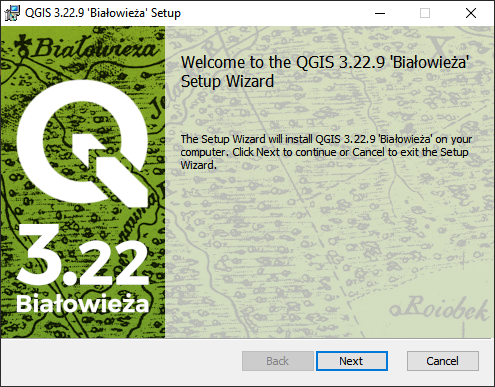 QGIS 3.22.9 'Białowieża' Setup
Białowieza
Welcome to the QGIS 3.22.9 'Białowieża'
Setup Wizard
The Setup Wizard will install QGIS 3.22.9 'Białowieża' on your
computer. Click Next to continue or Cancel to exit the Setup
Wizard.
3.22
Białowieża
Roiobek
Back
Next
Cancel